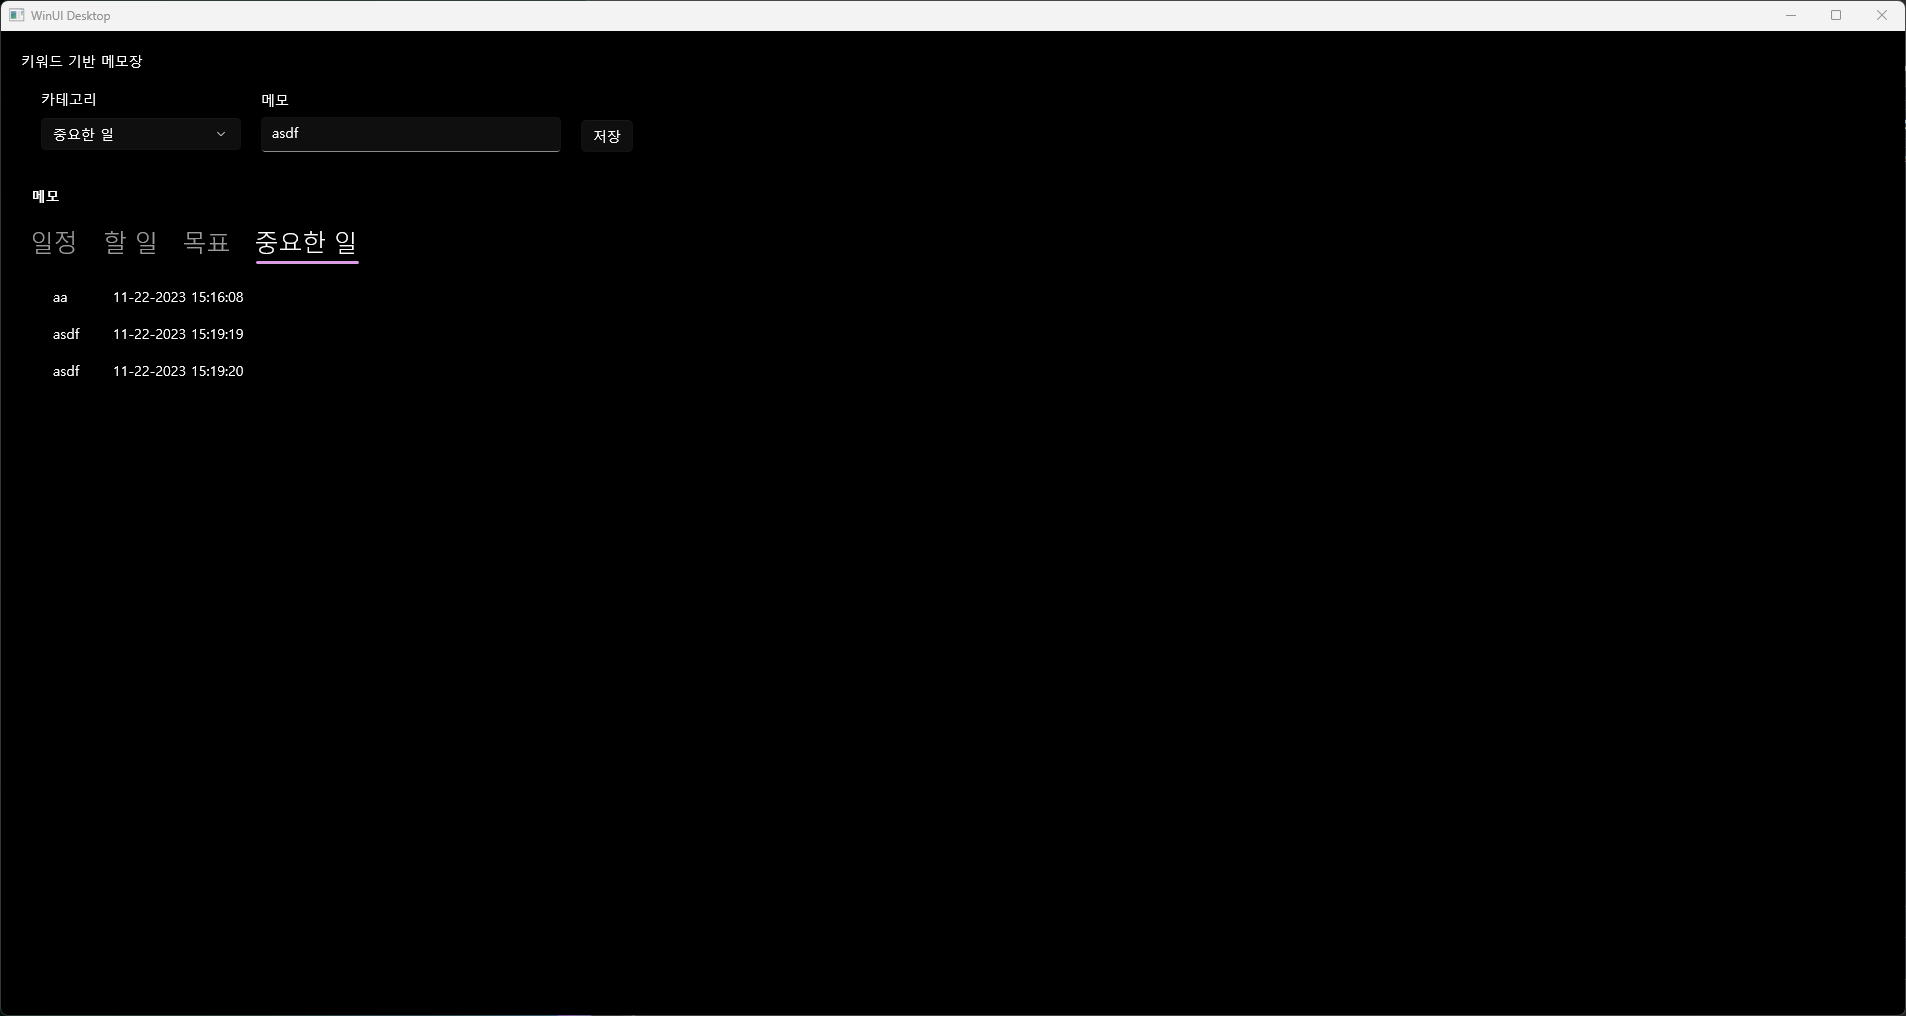 WinUI Desktop
키워드 기반 메모장
카테고리 메모
중요한 일 asdf 저장
메모
일정 할 일 목표 중요한 일
aa 11-22-2023 15:16:08
asdf 11-22-2023 15:19:19
asdf 11-22-2023 15:19:20